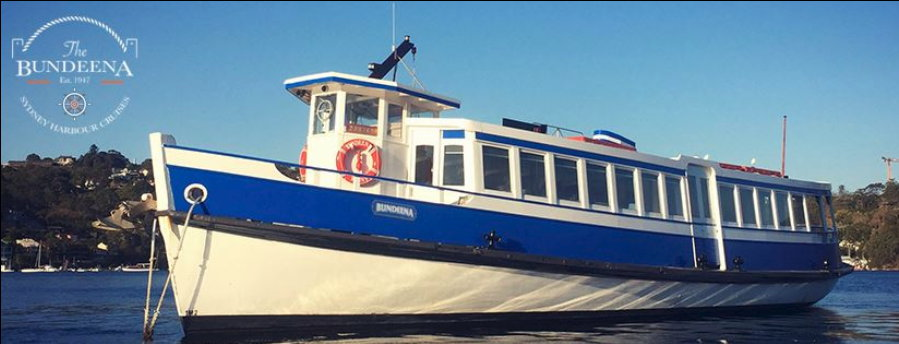 The
BUNDEENA
Est. 1947
SYDNEY HARBOUR CRUISES
BUNDEENA